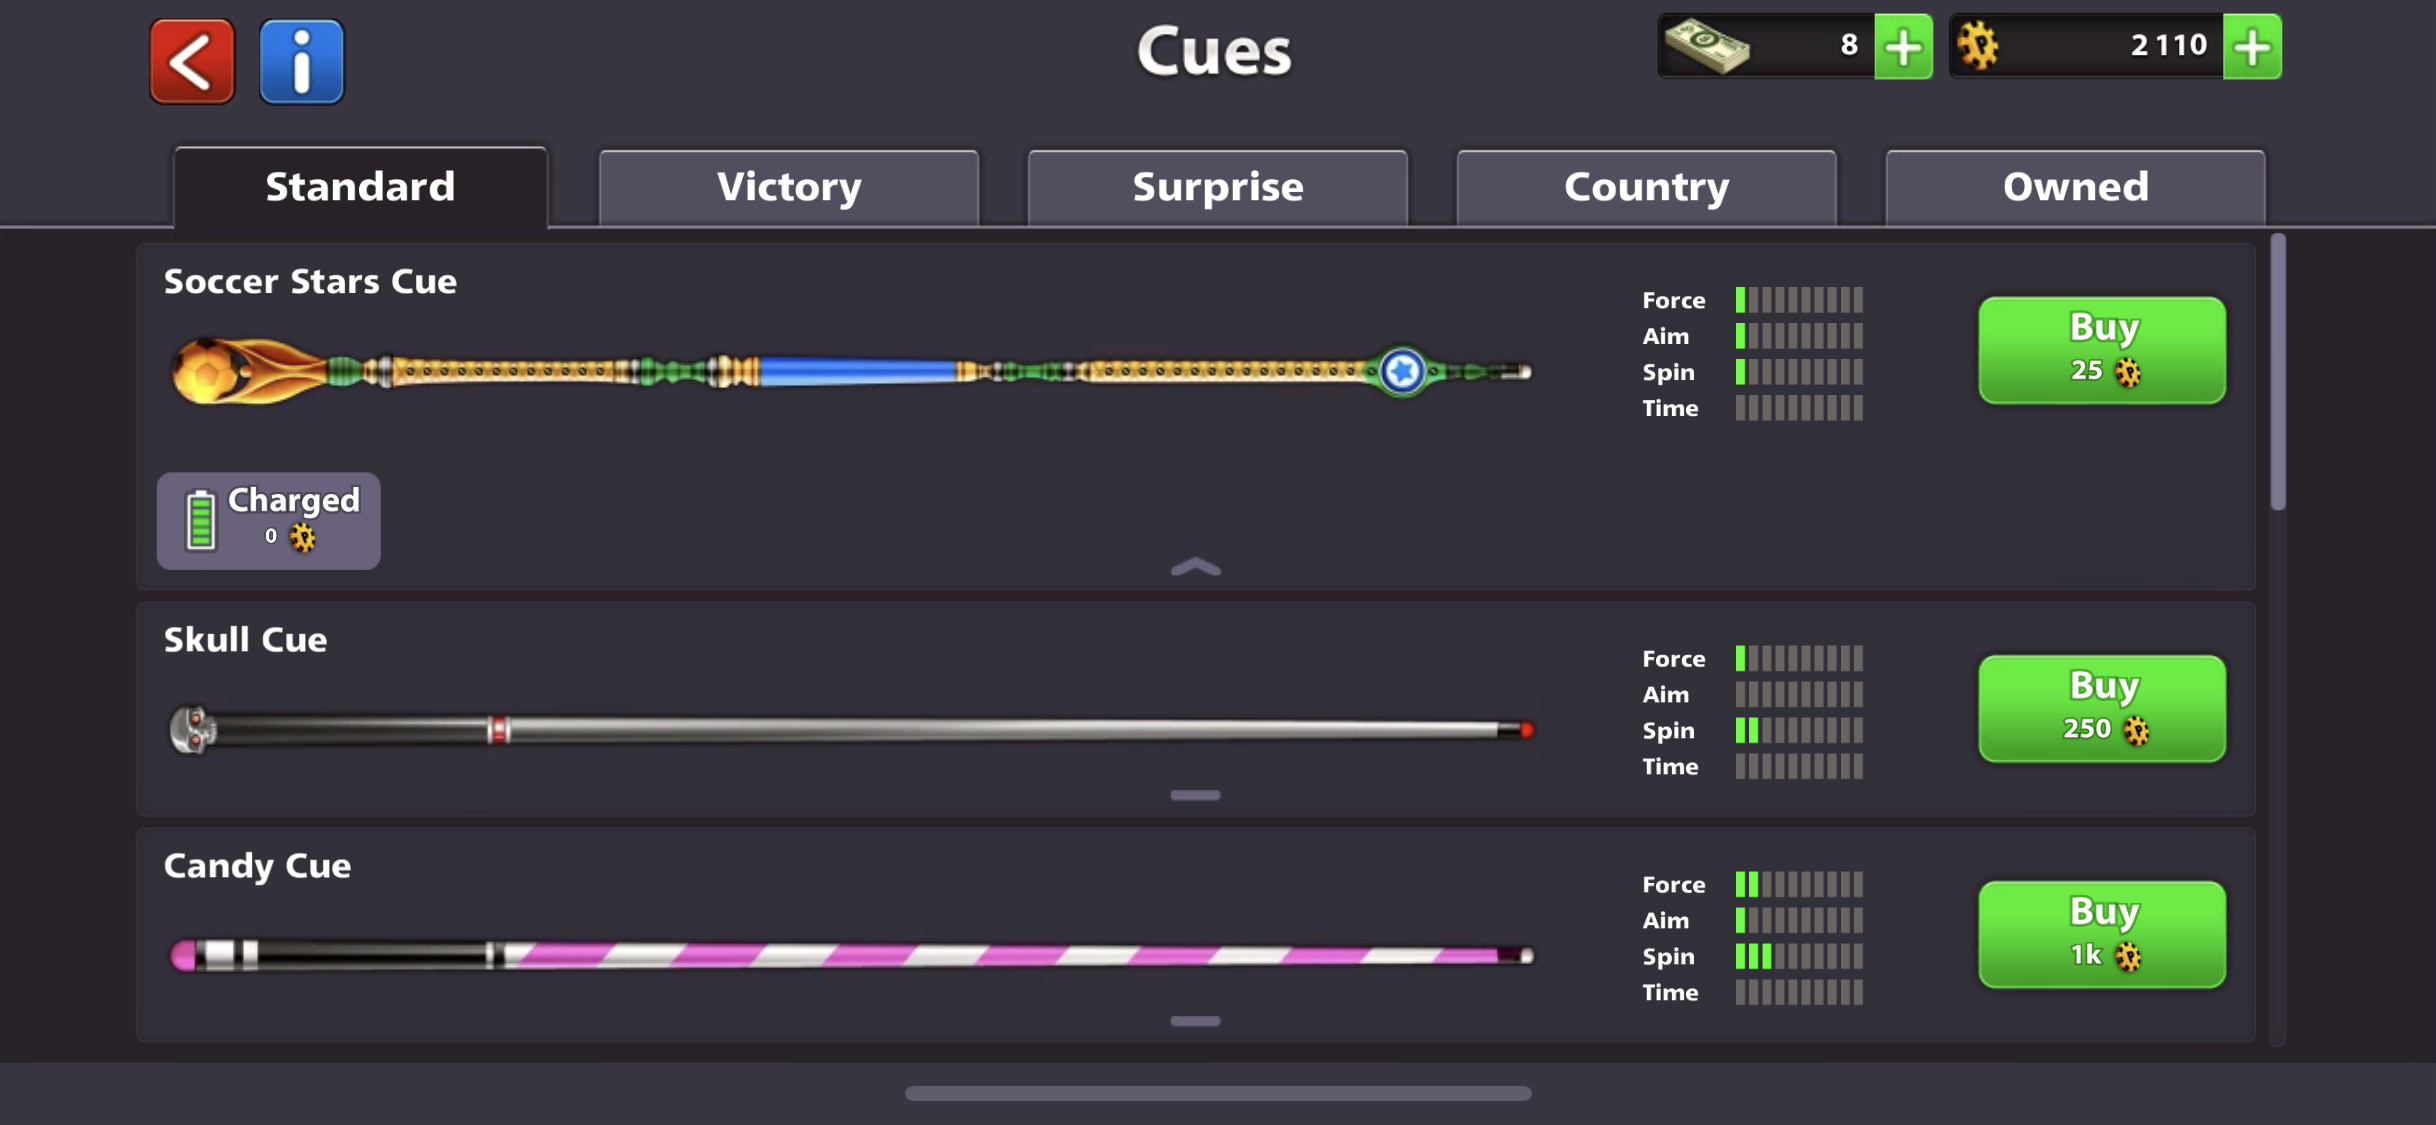 Cues
8
2 110
Standard
Victory
Surprise
Country
Owned
Soccer Stars Cue
Force
Aim
Spin
Time
Buy
25
Charged
0
Skull Cue
Force
Aim
Spin
Time
Buy
250
Candy Cue
Force
Aim
Spin
Time
Buy
1k